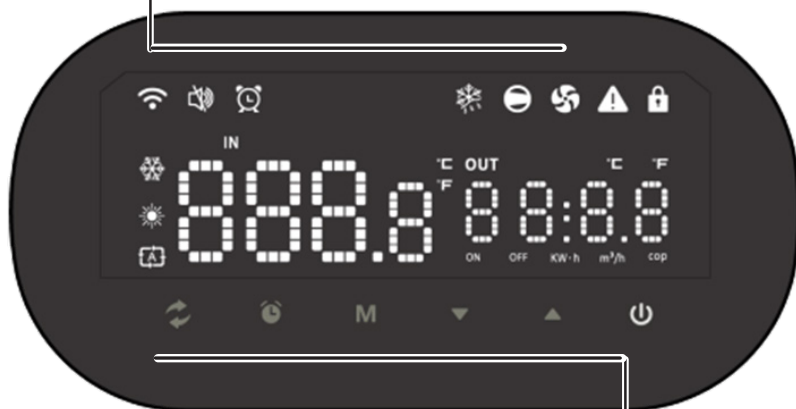 IN
°C OUT °C °F
°F
888.8 88:8.8
A
ON OFF KW·h m³/h cop
M